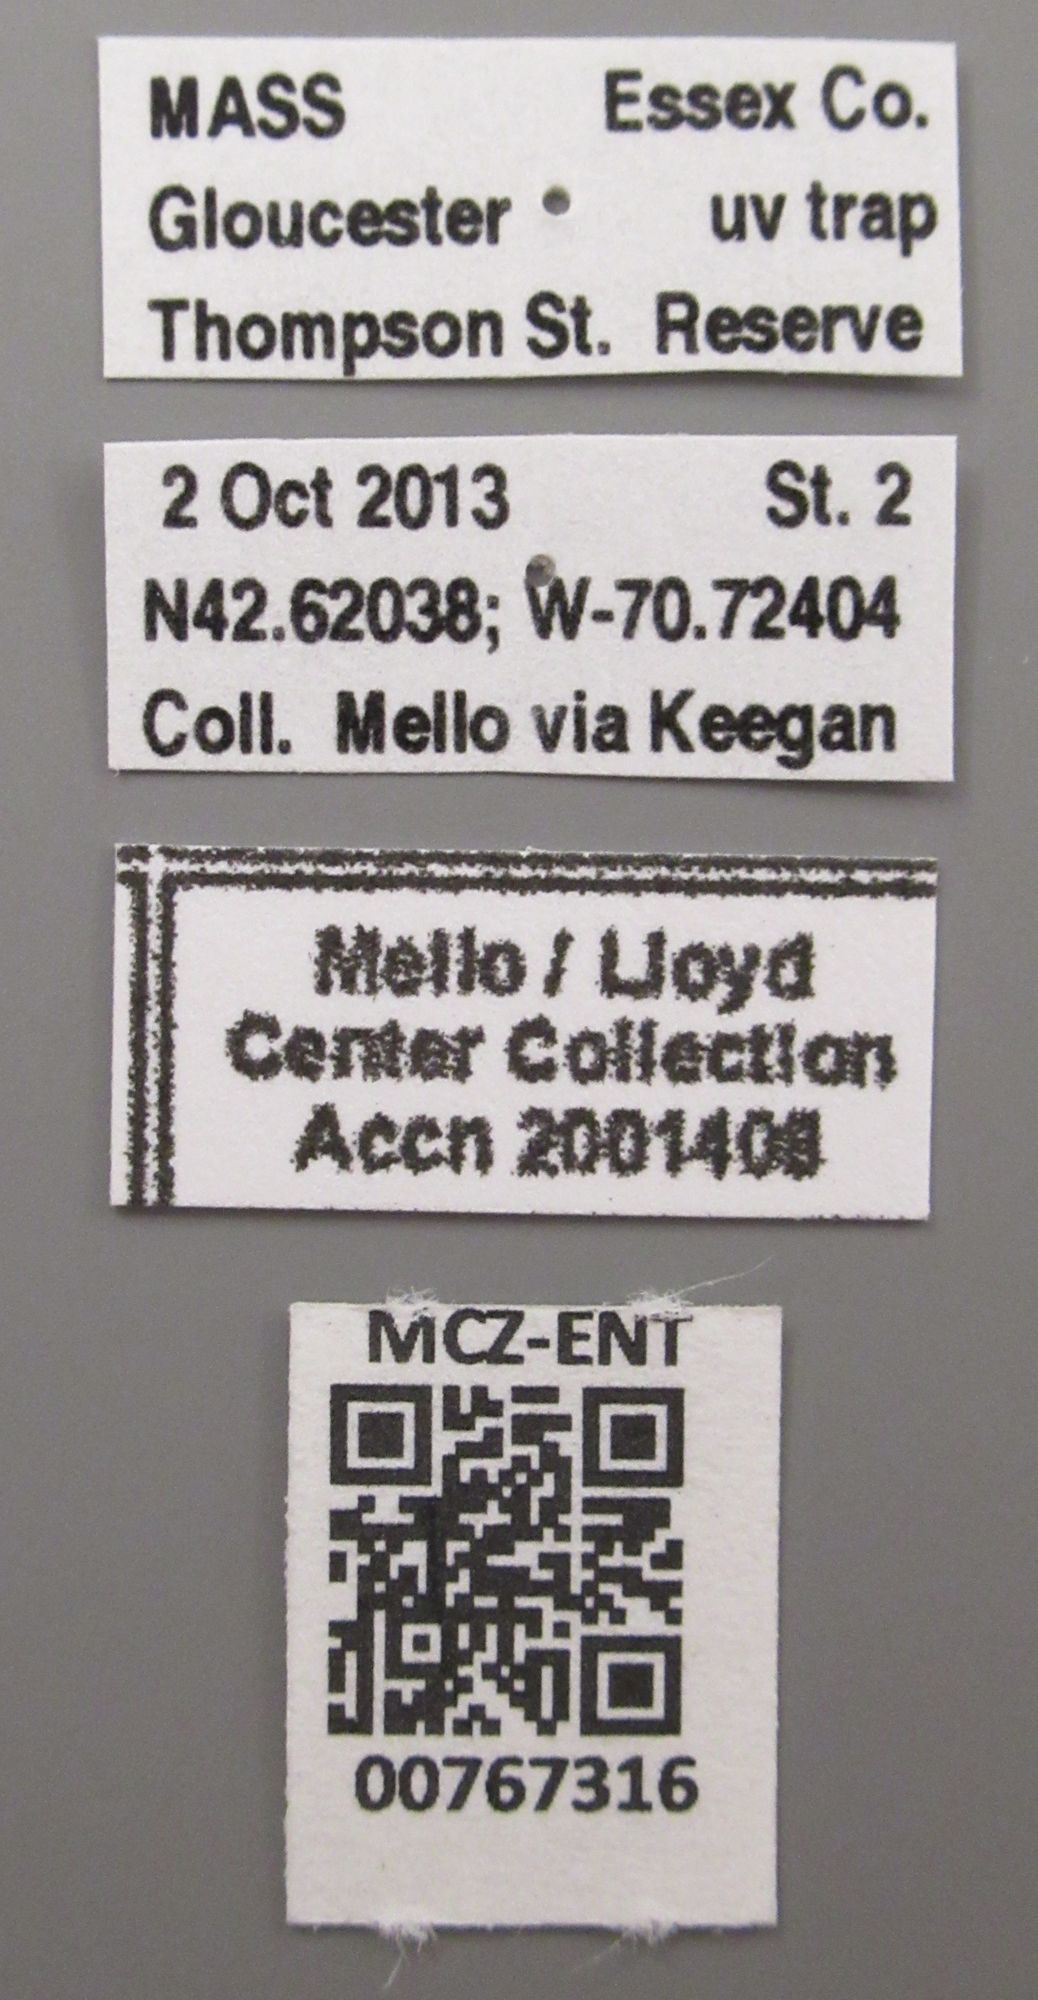 MASS Essex Co.
Gloucester uv trap
Thompson St. Reserve
2 Oct 2013 St. 2
N42.62038; W-70.72404
Coll. Mello via Keegan
Mello / Lloyd
Center Collection
Accn
MCZ-ENT
00767316